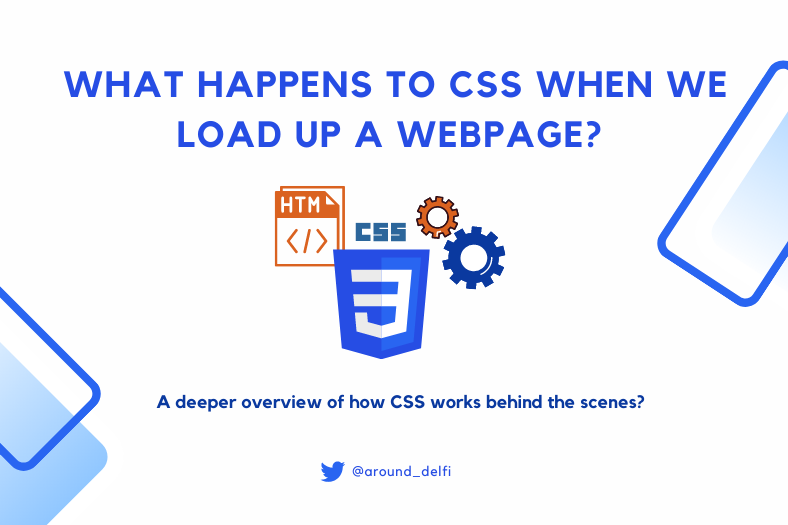 WHAT HAPPENS TO CSS WHEN WE
LOAD UP A WEBPAGE?
HTM
</>
CSS
3
A deeper overview of how CSS works behind the scenes?
@around_delfi